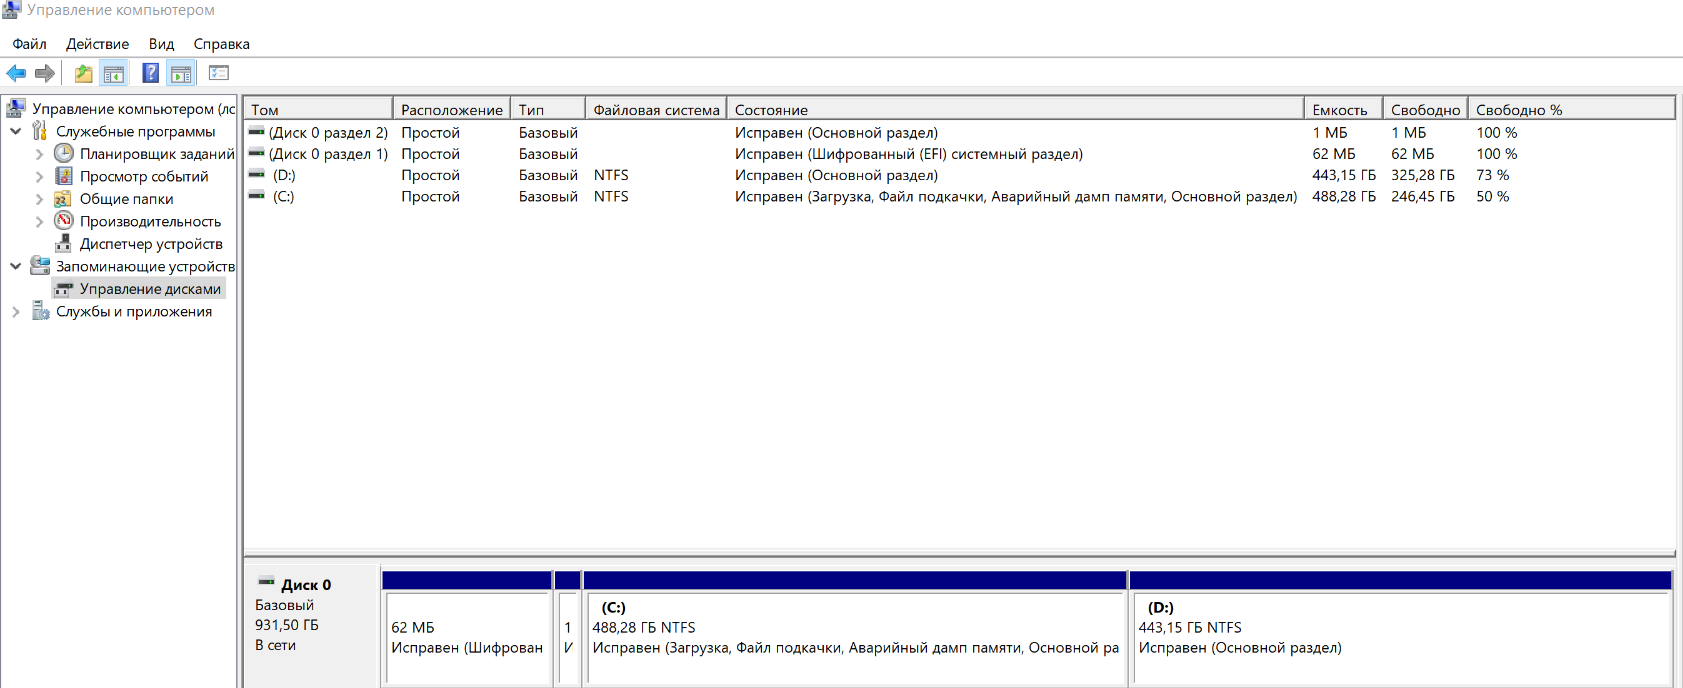 Управление компьютером
Файл Действие Вид Справка
Управление компьютером (лс
Служебные программы
Планировщик заданий
Просмотр событий
Общие папки
Производительность
Диспетчер устройств
Запоминающие устройств
Управление дисками
Службы и приложения
Том Расположение Тип Файловая система Состояние Емкость Свободно Свободно %
(Диск 0 раздел 2) Простой Базовый Исправен (Основной раздел) 1 МБ 1 МБ 100 %
(Диск 0 раздел 1) Простой Базовый Исправен (Шифрованный (EFI) системный раздел) 62 МБ 62 МБ 100 %
(D:) Простой Базовый NTFS Исправен (Основной раздел) 443,15 ГБ 325,28 ГБ 73 %
(C:) Простой Базовый NTFS Исправен (Загрузка, Файл подкачки, Аварийный дамп памяти, Основной раздел) 488,28 ГБ 246,45 ГБ 50 %
Диск 0
Базовый
931,50 ГБ
В сети
62 МБ
Исправен (Шифрован
1
И
(C:)
488,28 ГБ NTFS
Исправен (Загрузка, Файл подкачки, Аварийный дамп памяти, Основной ра
(D:)
443,15 ГБ NTFS
Исправен (Основной раздел)